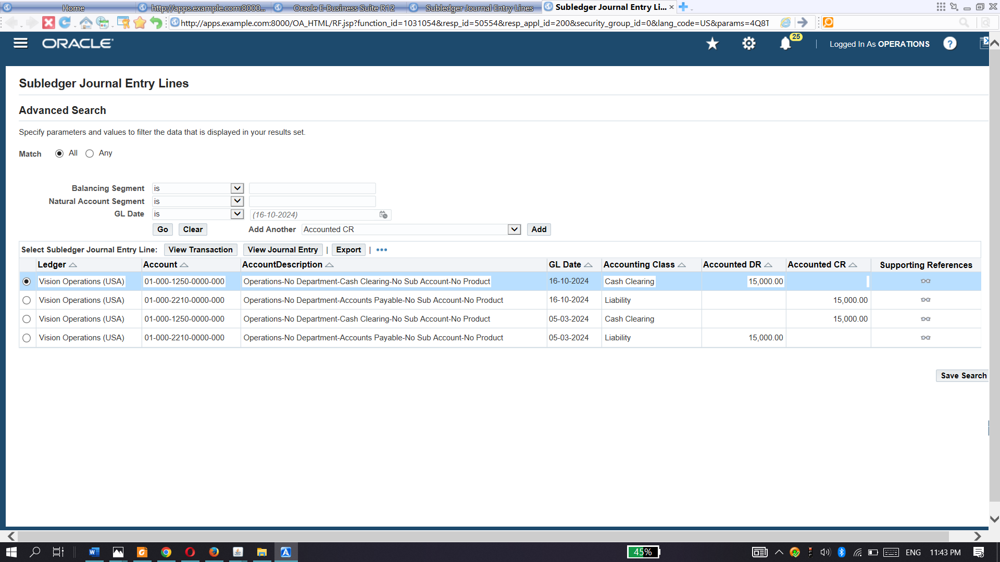 Home http://apps.example.com:8000... Oracle E-Business Suite R12 Subledger Journal Entry Lines Subledger Journal Entry Li...
http://apps.example.com:8000/OA_HTML/RF.jsp?function_id=1031054&resp_id=50554&resp_appl_id=200&security_group_id=0&lang_code=US&params=4Q8T
ORACLE 25 Logged In As OPERATIONS ?
Subledger Journal Entry Lines
Advanced Search
Specify parameters and values to filter the data that is displayed in your results set.
Match All Any
Balancing Segment is
Natural Account Segment is
GL Date is (16-10-2024)
Go Clear Add Another Accounted CR Add
Select Subledger Journal Entry Line: View Transaction View Journal Entry | Export | •••
Ledger Account AccountDescription GL Date Accounting Class Accounted DR Accounted CR Supporting References
Vision Operations (USA) 01-000-1250-0000-000 Operations-No Department-Cash Clearing-No Sub Account-No Product 16-10-2024 Cash Clearing 15,000.00
Vision Operations (USA) 01-000-2210-0000-000 Operations-No Department-Accounts Payable-No Sub Account-No Product 16-10-2024 Liability 15,000.00
Vision Operations (USA) 01-000-1250-0000-000 Operations-No Department-Cash Clearing-No Sub Account-No Product 05-03-2024 Cash Clearing 15,000.00
Vision Operations (USA) 01-000-2210-0000-000 Operations-No Department-Accounts Payable-No Sub Account-No Product 05-03-2024 Liability 15,000.00
Save Search
45% ENG 11:43 PM